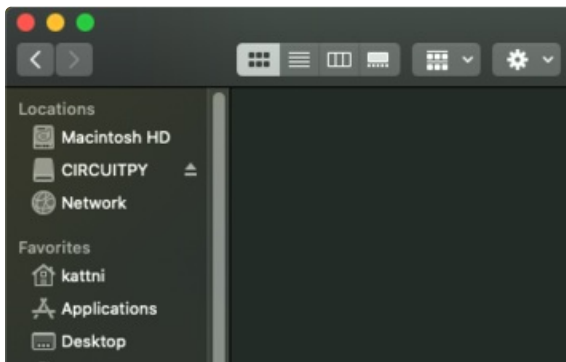 Locations
Macintosh HD
CIRCUITPY
Network
Favorites
kattni
Applications
Desktop